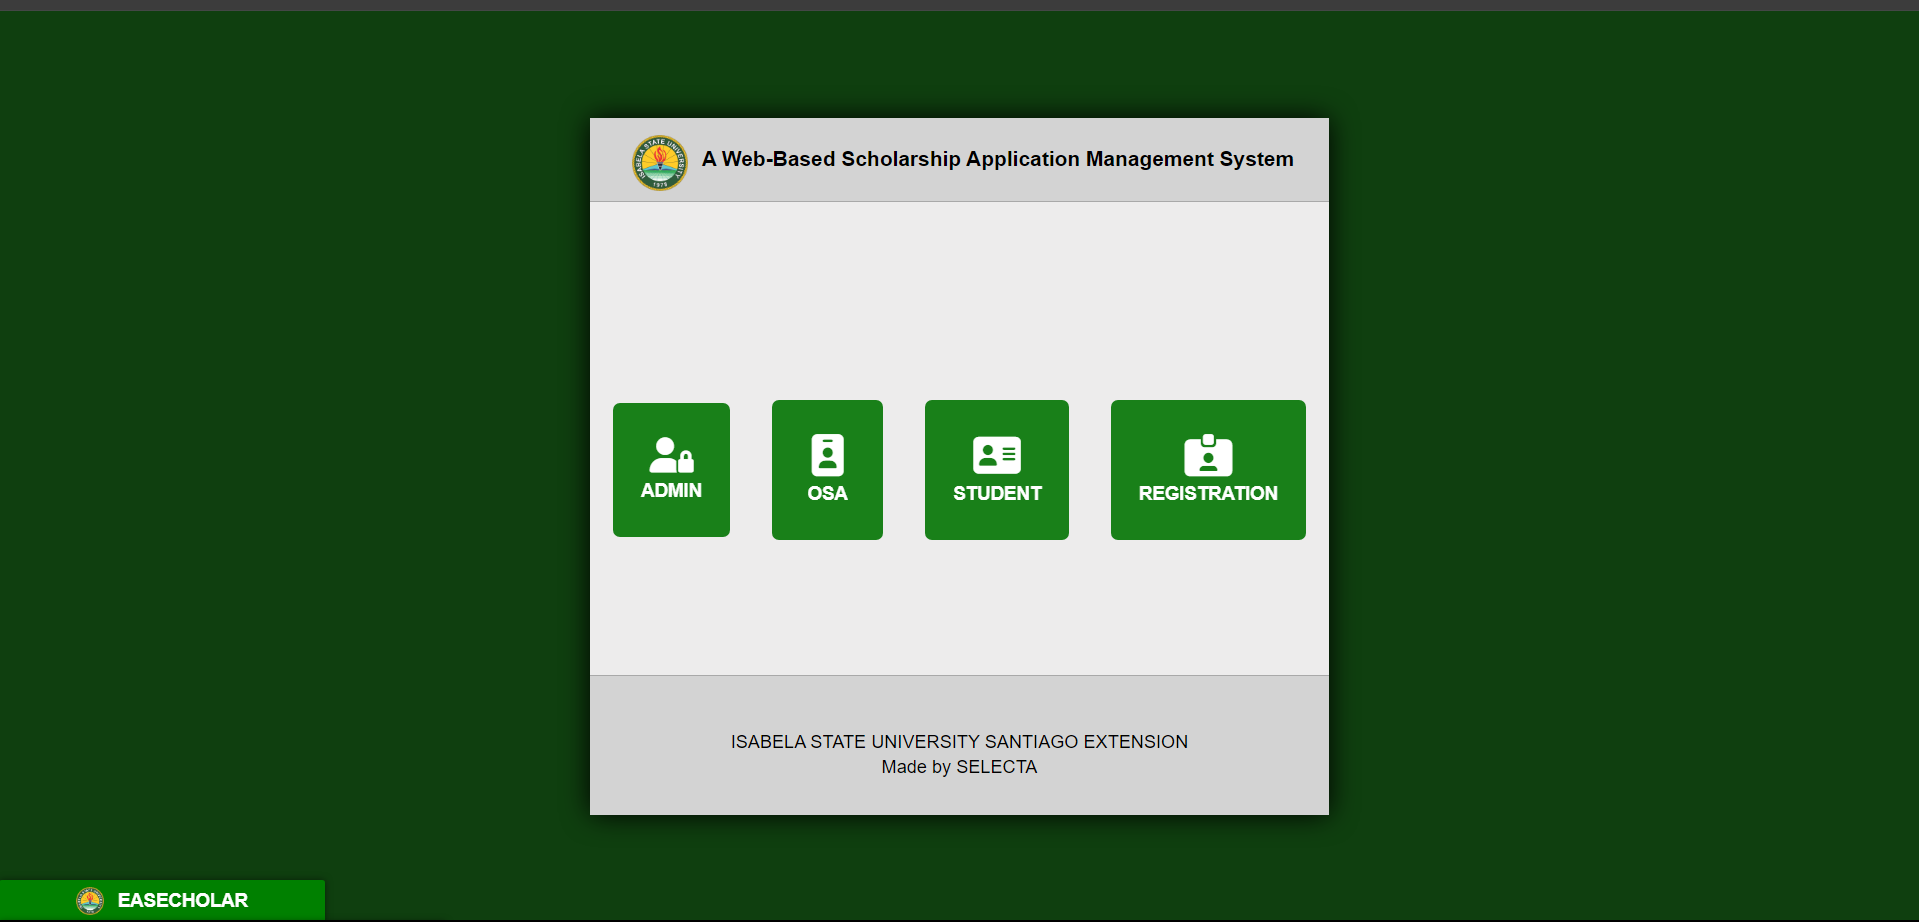 ISABELA STATE UNIVERSITY
1978
A Web-Based Scholarship Application Management System
ADMIN
OSA
STUDENT
REGISTRATION
ISABELA STATE UNIVERSITY SANTIAGO EXTENSION
Made by SELECTA
EASECHOLAR